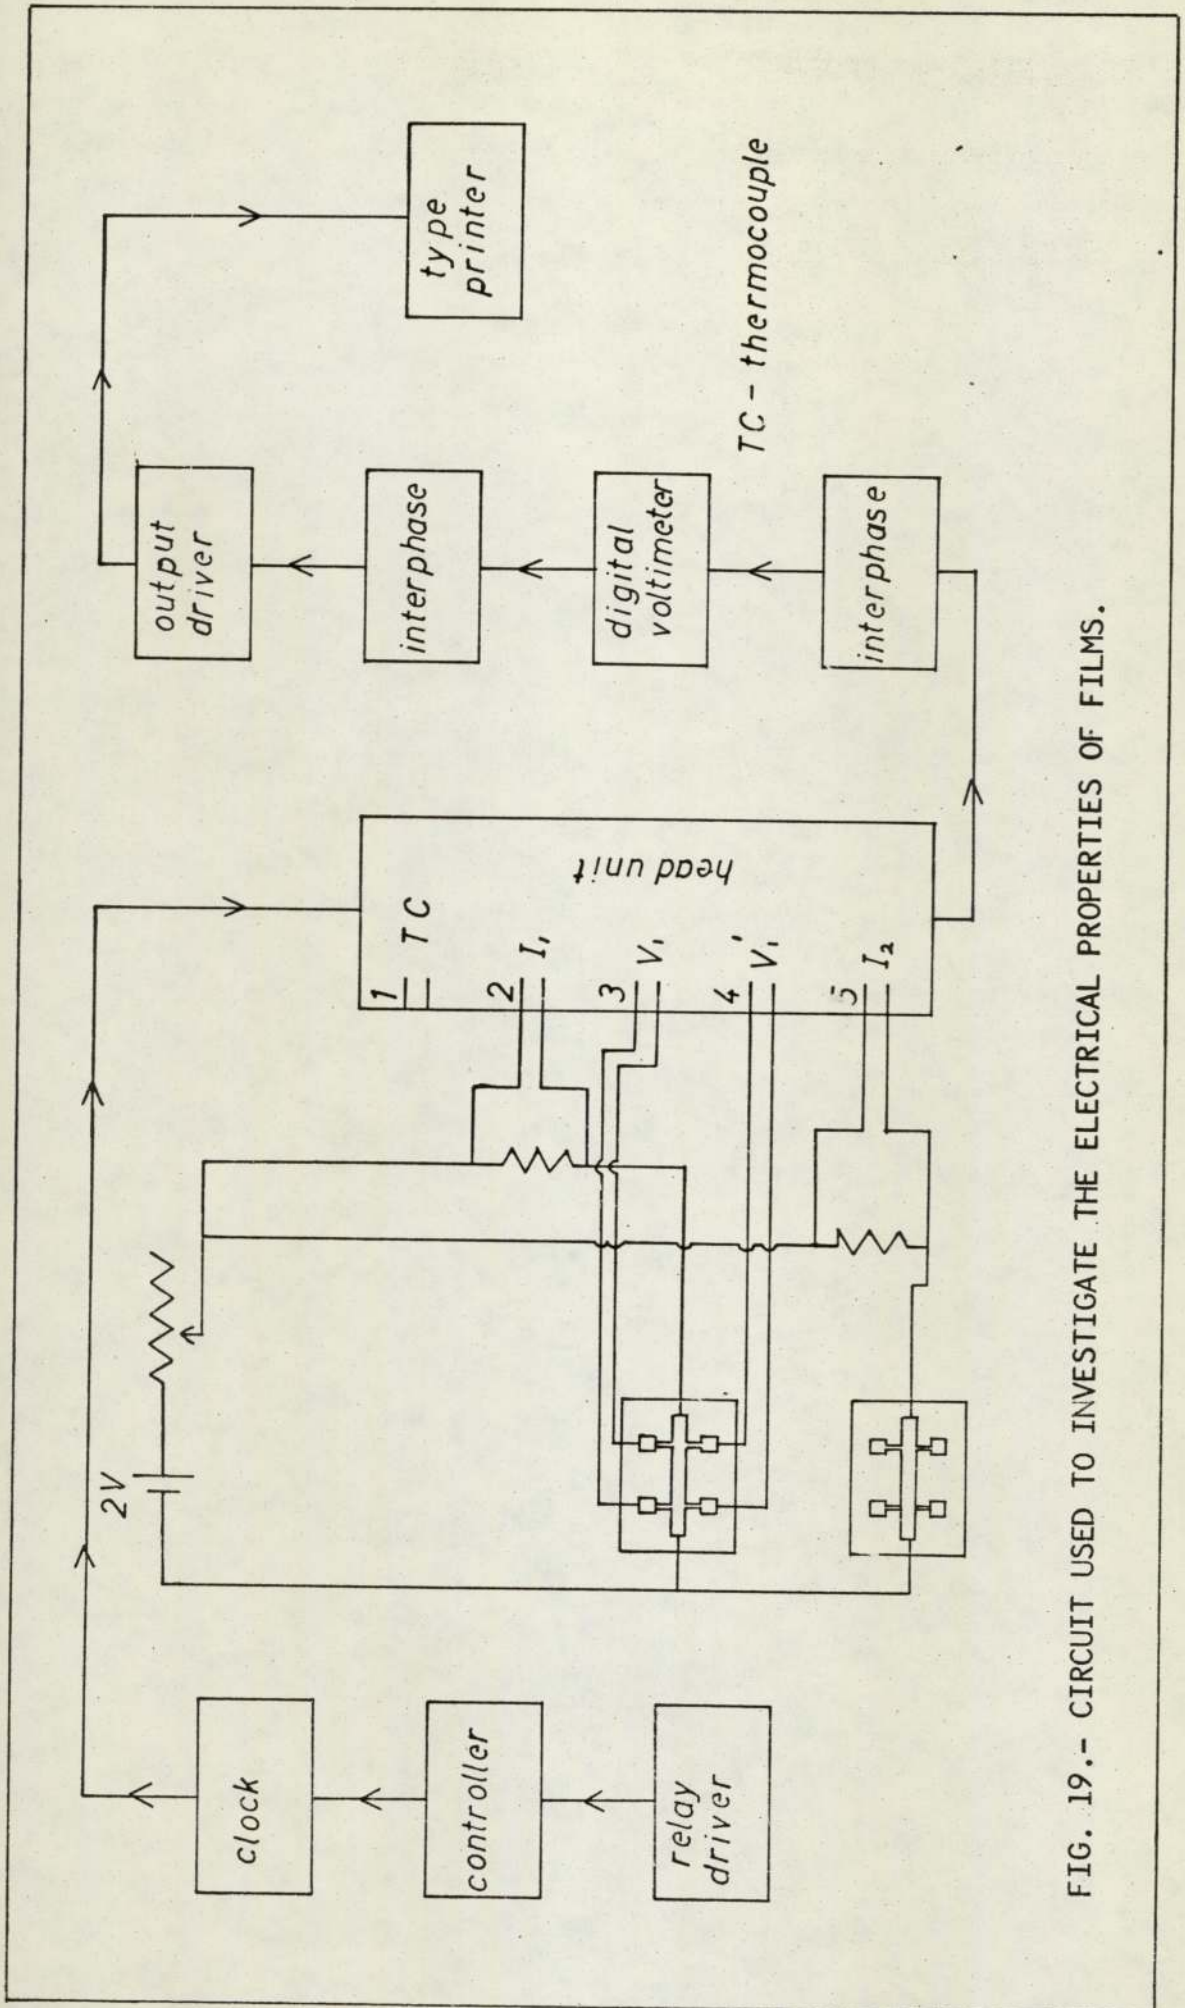 clock
controller
relay
driver
2V
1
TC
2
I₁
3
V₁
4
V₁'
5
I₂
head unit
output
driver
interphase
digital
voltimeter
interphase
type
printer
TC - thermocouple
FIG. 19.- CIRCUIT USED TO INVESTIGATE THE ELECTRICAL PROPERTIES OF FILMS.